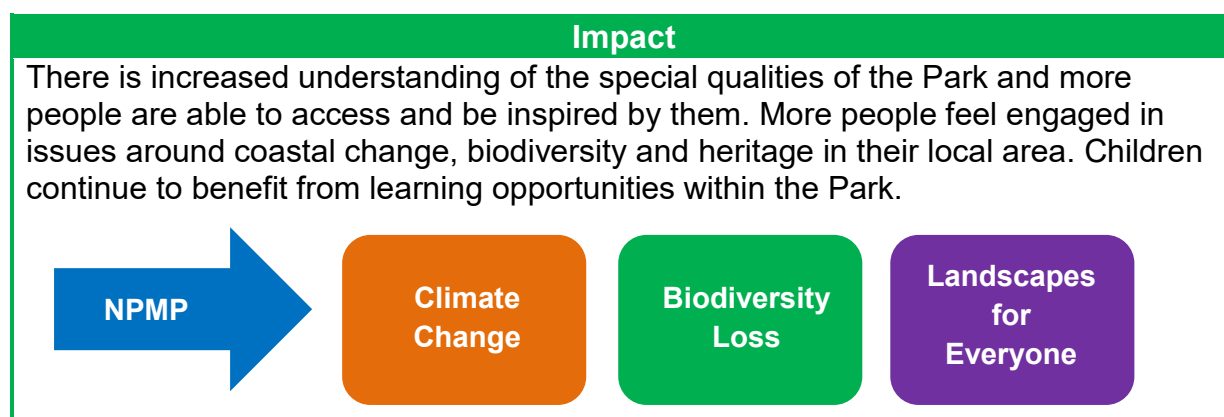 Impact
There is increased understanding of the special qualities of the Park and more
people are able to access and be inspired by them. More people feel engaged in
issues around coastal change, biodiversity and heritage in their local area. Children
continue to benefit from learning opportunities within the Park.
NPMP
Climate
Change
Biodiversity
Loss
Landscapes
for
Everyone